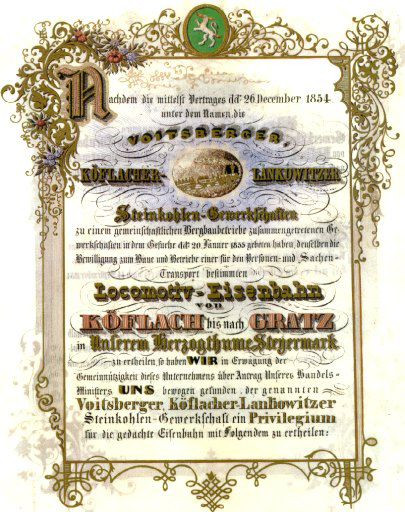 Nachdem die mittelst Vertrages ddº 26 December 1854
unter dem Namen, die
VOITSBERGER,
KÖFLACHER- LANKOWITZER
Steinkohlen-Gewerkschaften
zu einem gemeinschaftlichen Bergbaubetriebe zusammengetretenen Ge-
werkschaften in dem Gesuche ddº 20 Jänner 1855 gebeten haben, denselben die
Bewilligung zum Baue und Betriebe einer für den Personen- und Sachen-
Transport bestimmten
Locomotiv-Eisenbahn
von
KÖFLACH bis nach GRATZ
in Unserem Herzogthume Steyermark
zu ertheilen, so haben WIR in Erwägung der
Gemeinnützigkeit dieses Unternehmens über Antrag Unseres Handels-
Ministers UNS bewogen gefunden, der genannten
Voitsberger, Köflacher-Lankowitzer
Steinkohlen-Gewerkschaft ein Privilegium
für die gedachte Eisenbahn mit Folgendem zu ertheilen: